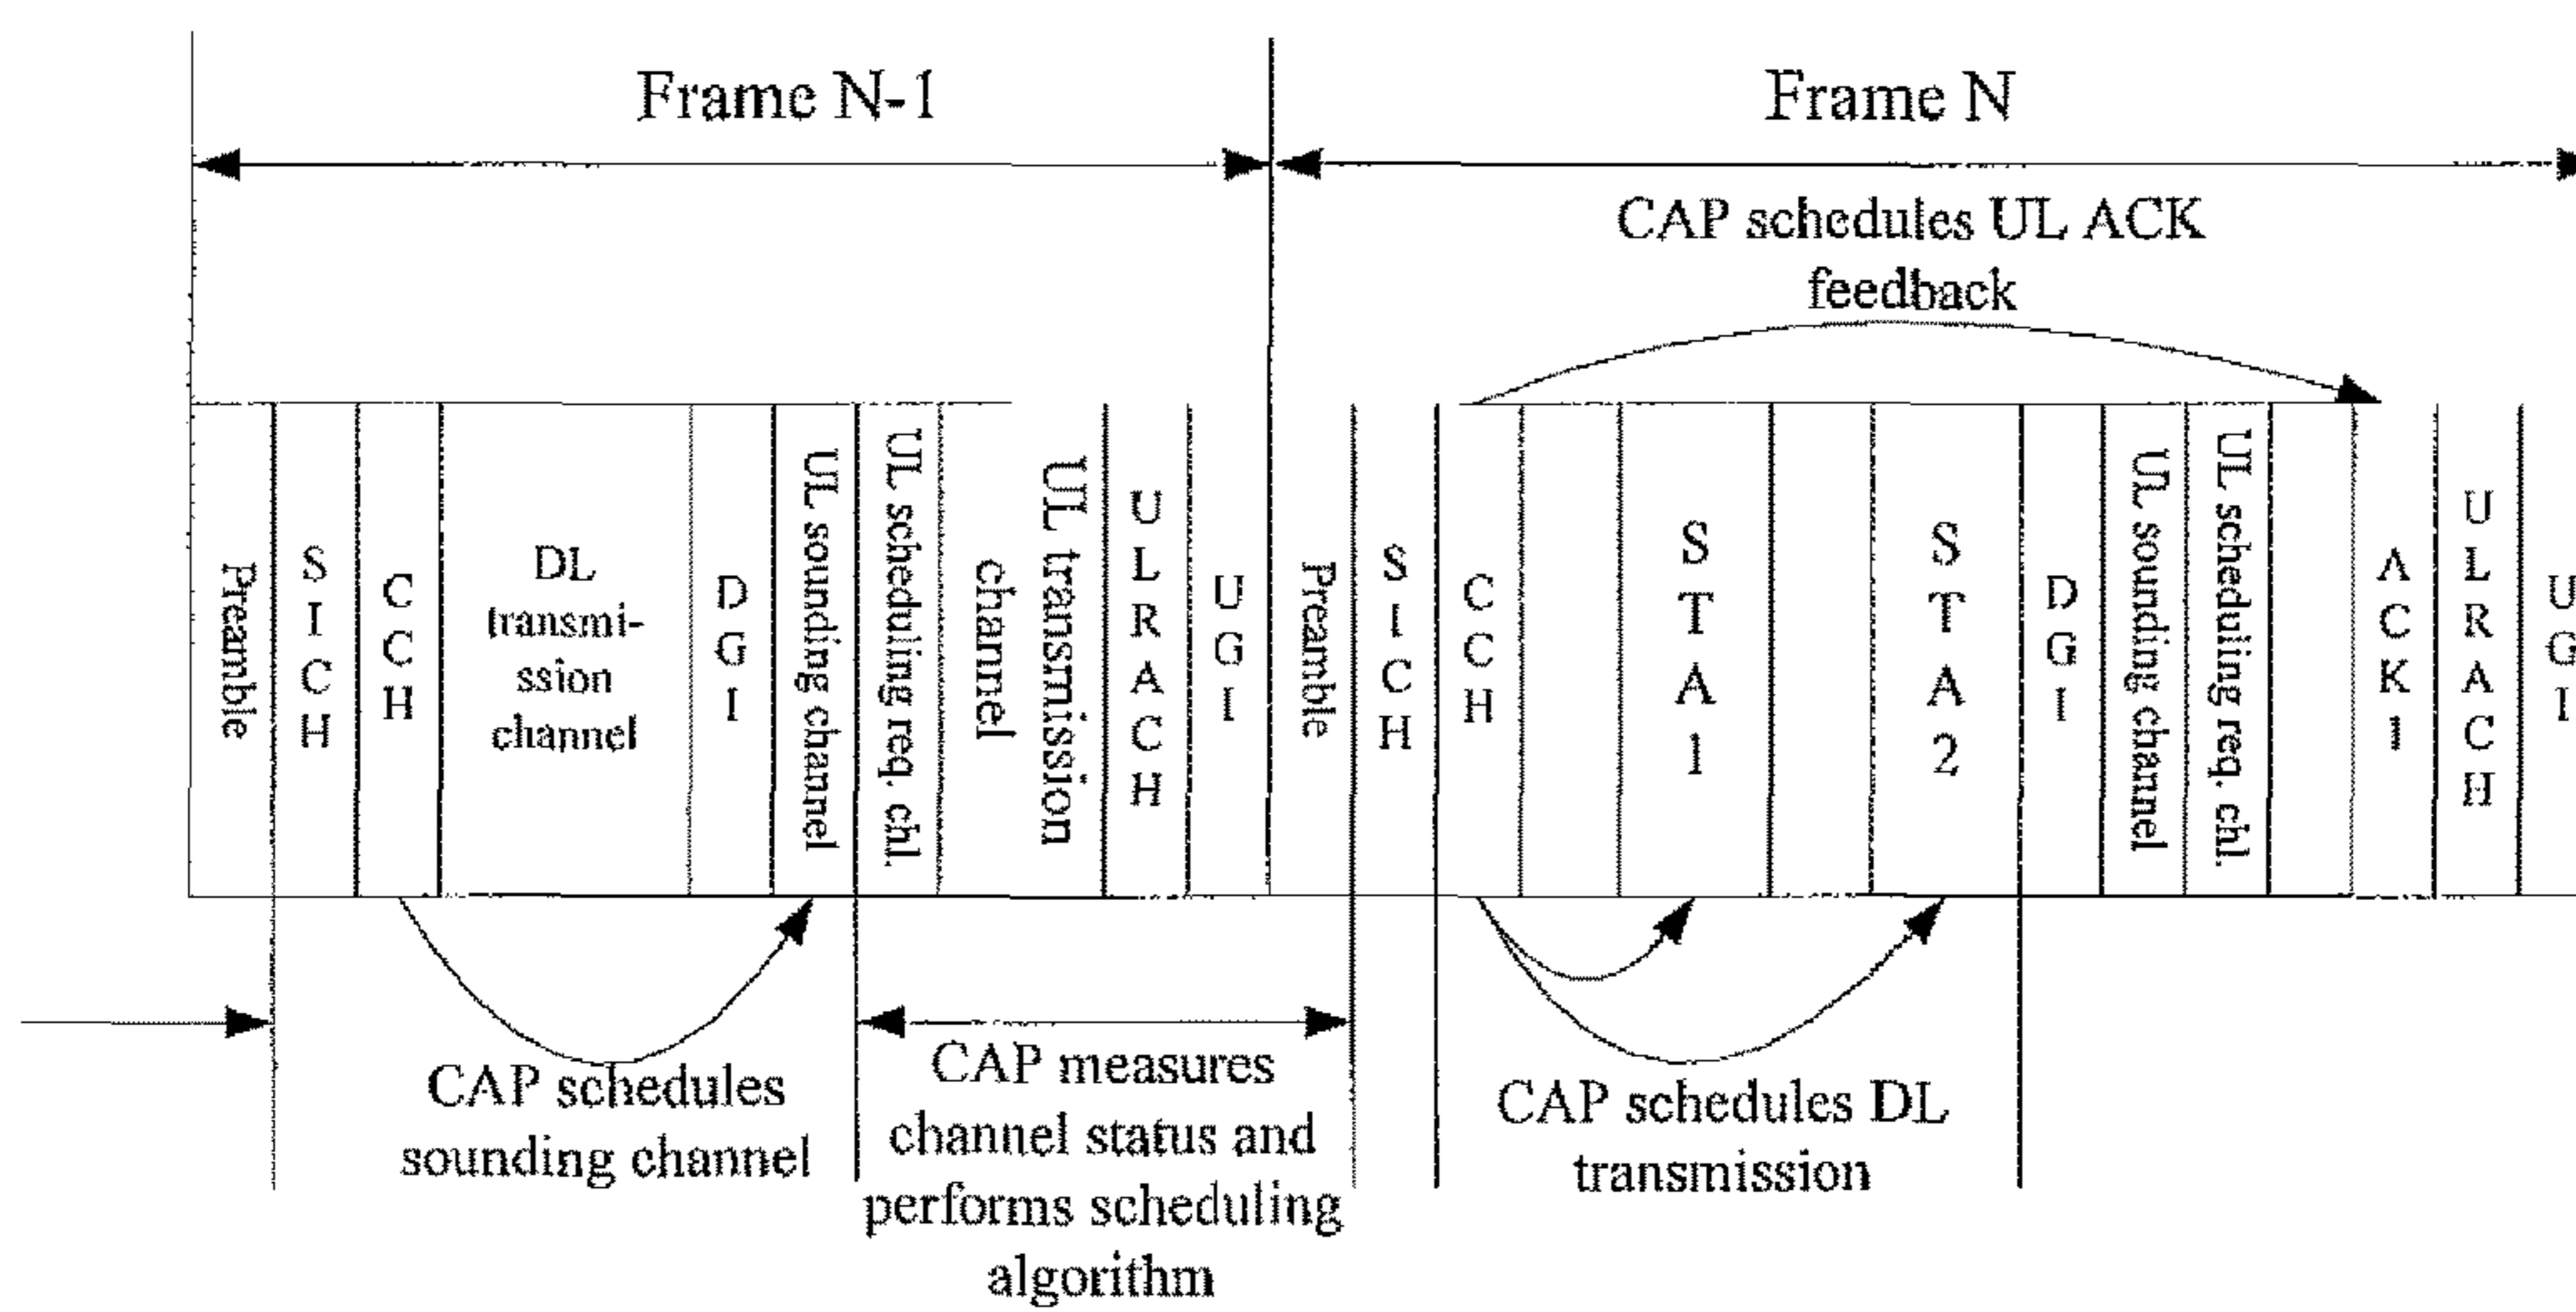 Frame N-1
Frame N
CAP schedules UL ACK
feedback
Preamble
SICH
CCH
DL
transmi-
ssion
channel
DGI
UL sounding channel
UL scheduling req. chl.
UL transmission
channel
ULRACH
UGI
Preamble
SICH
CCH
STA1
STA2
DGI
UL sounding channel
UL scheduling req. chl.
ACK1
ULRACH
UGI
CAP schedules
sounding channel
CAP measures
channel status and
performs scheduling
algorithm
CAP schedules DL
transmission